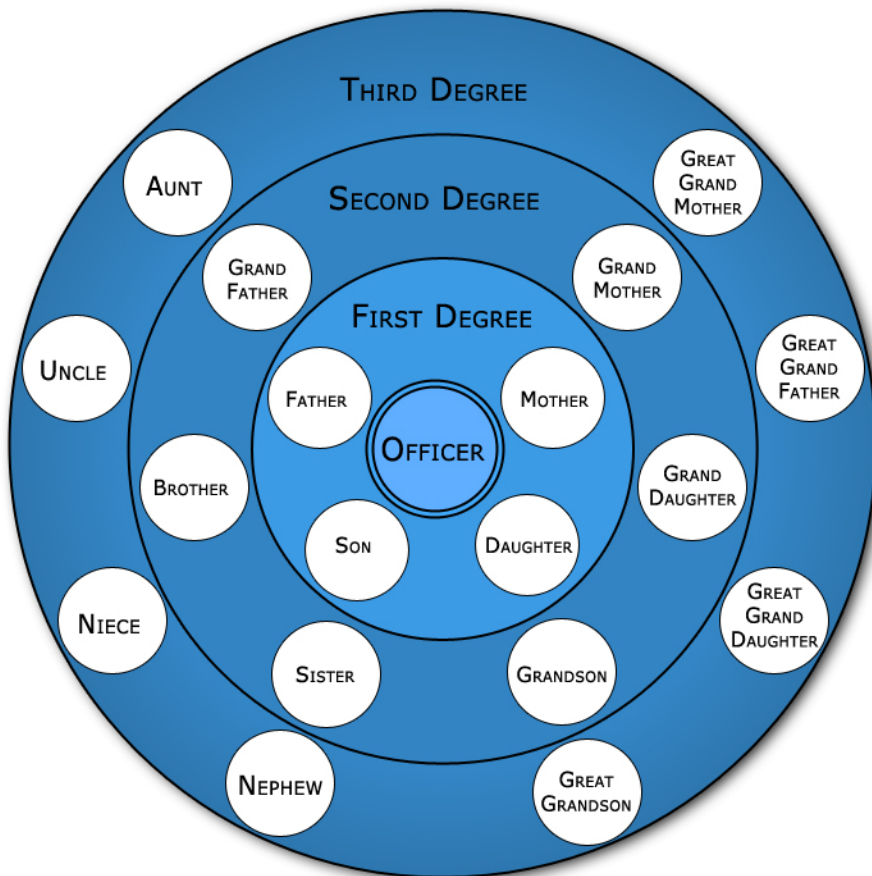 Third Degree
Aunt
Great
Grand
Mother
Second Degree
Grand
Father
Grand
Mother
First Degree
Uncle
Great
Grand
Father
Father
Mother
Officer
Brother
Grand
Daughter
Son
Daughter
Niece
Great
Grand
Daughter
Sister
Grandson
Nephew
Great
Grandson